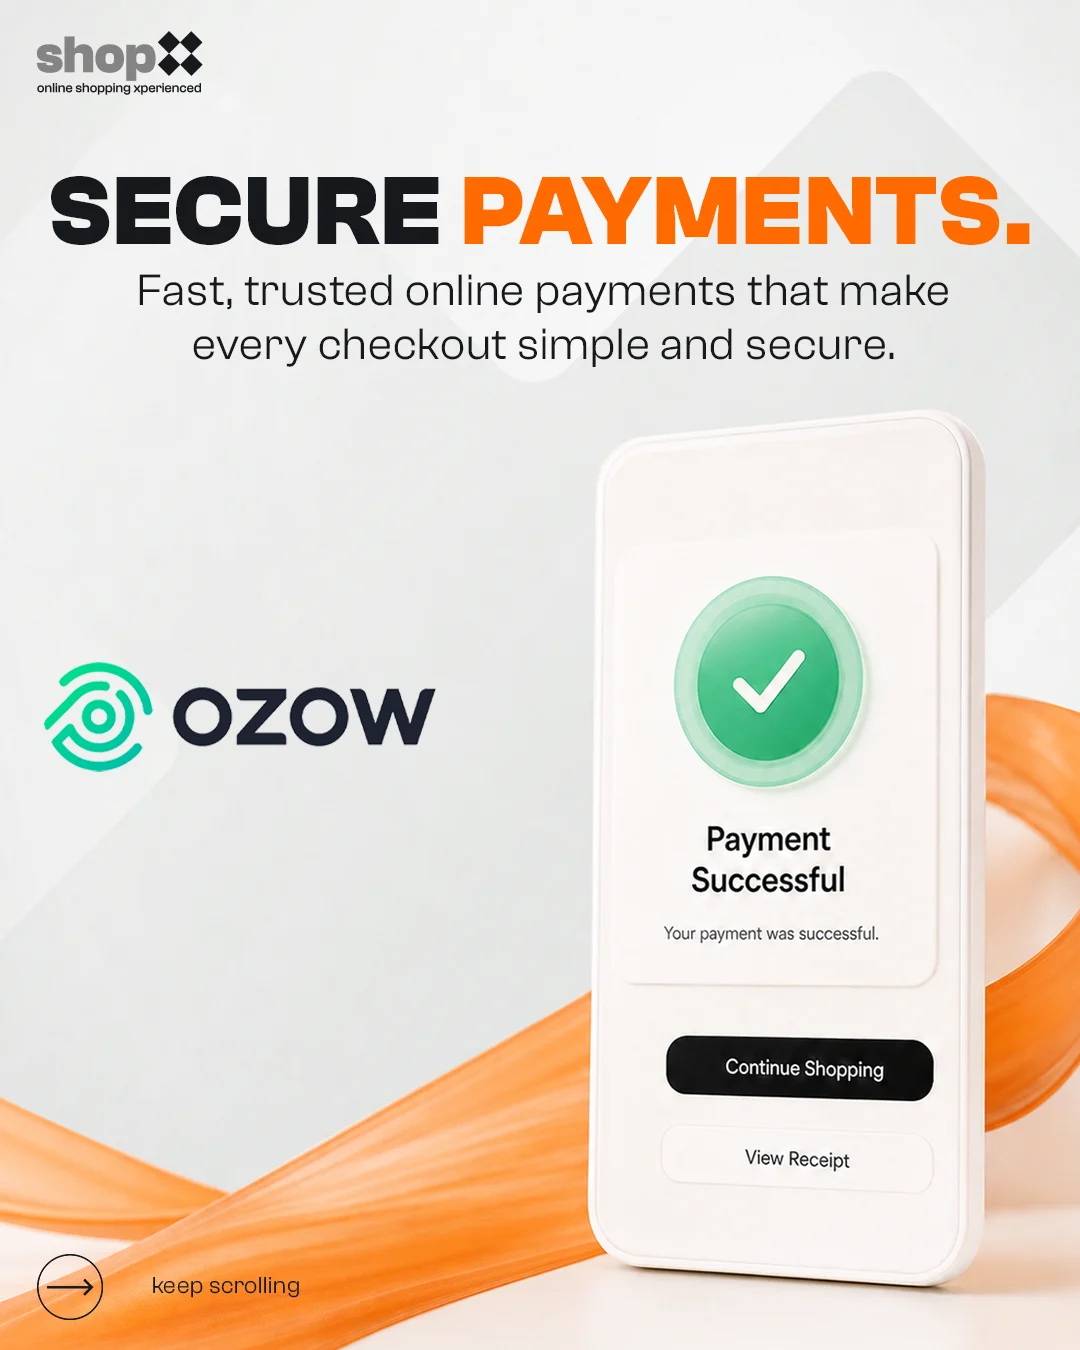 shop
online shopping xperienced
SECURE PAYMENTS.
Fast, trusted online payments that make
every checkout simple and secure.
OZOW
Payment
Successful
Your payment was successful.
Continue Shopping
View Receipt
keep scrolling